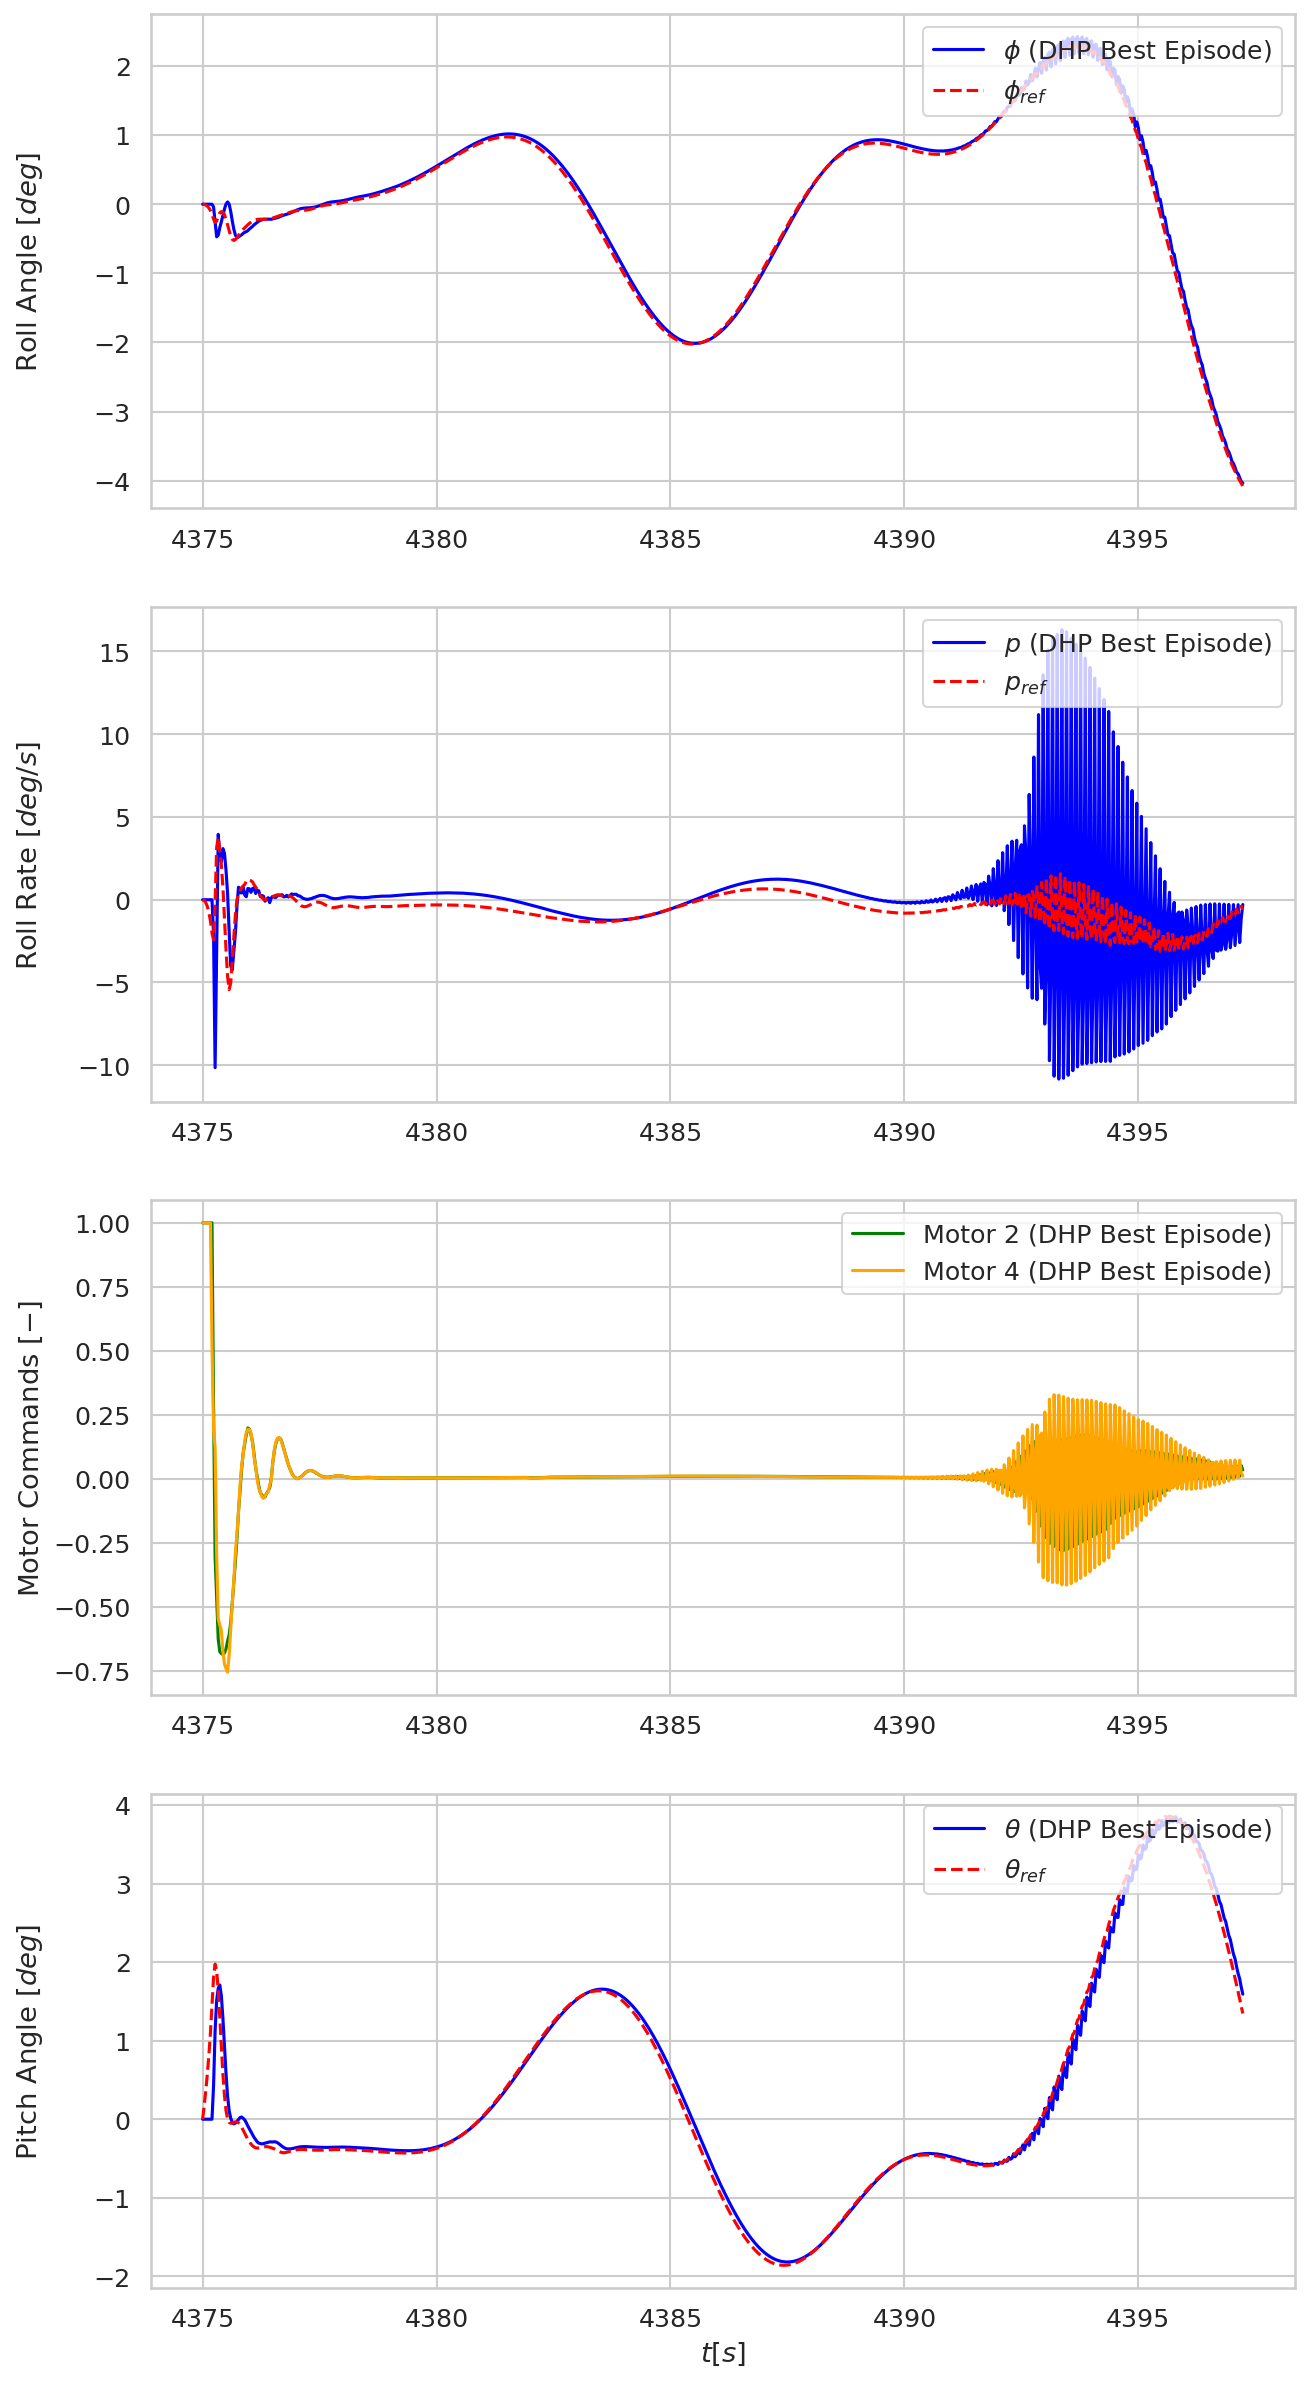 ϕ (DHP Best Episode)
ϕref
2
1
0
−1
−2
−3
−4
Roll Angle [deg]
4375 4380 4385 4390 4395
p (DHP Best Episode)
pref
15
10
5
0
−5
−10
Roll Rate [deg/s]
4375 4380 4385 4390 4395
Motor 2 (DHP Best Episode)
Motor 4 (DHP Best Episode)
1.00
0.75
0.50
0.25
0.00
−0.25
−0.50
−0.75
Motor Commands [−]
4375 4380 4385 4390 4395
θ (DHP Best Episode)
θref
4
3
2
1
0
−1
−2
Pitch Angle [deg]
4375 4380 4385 4390 4395
t[s]